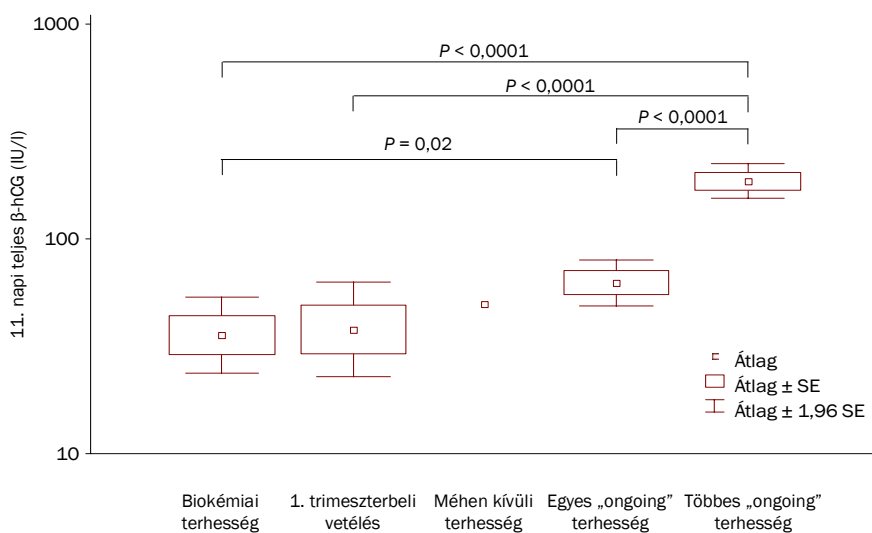 1000
P < 0,0001
P < 0,0001
P < 0,0001
P = 0,02
100
11. napi teljes β-hCG (IU/l)
Átlag
Átlag ± SE
Átlag ± 1,96 SE
10
Biokémiai
terhesség
1. trimeszterbeli
vetélés
Méhen kívüli
terhesség
Egyes „ongoing”
terhesség
Többes „ongoing”
terhesség